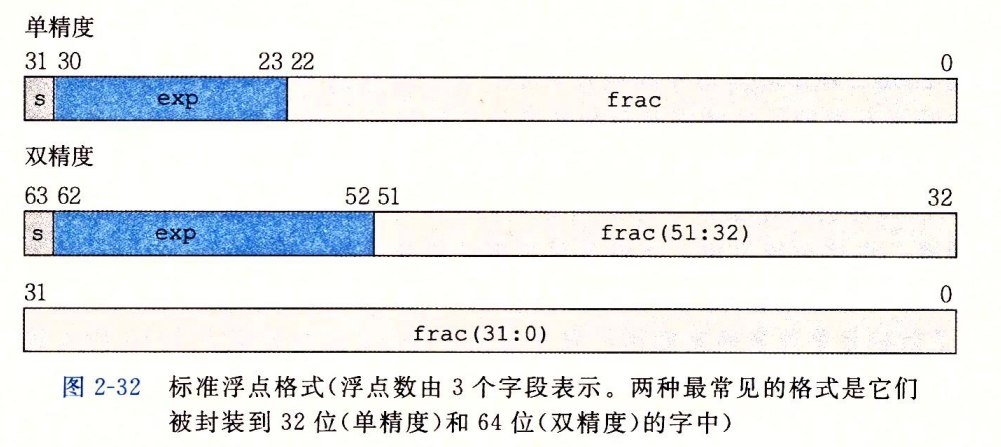 单精度
31 30 23 22 0
s exp frac
双精度
63 62 52 51 32
s exp frac(51:32)
31 0
frac(31:0)
图 2-32 标准浮点格式(浮点数由 3 个字段表示。两种最常见的格式是它们
被封装到 32 位(单精度)和 64 位(双精度)的字中)